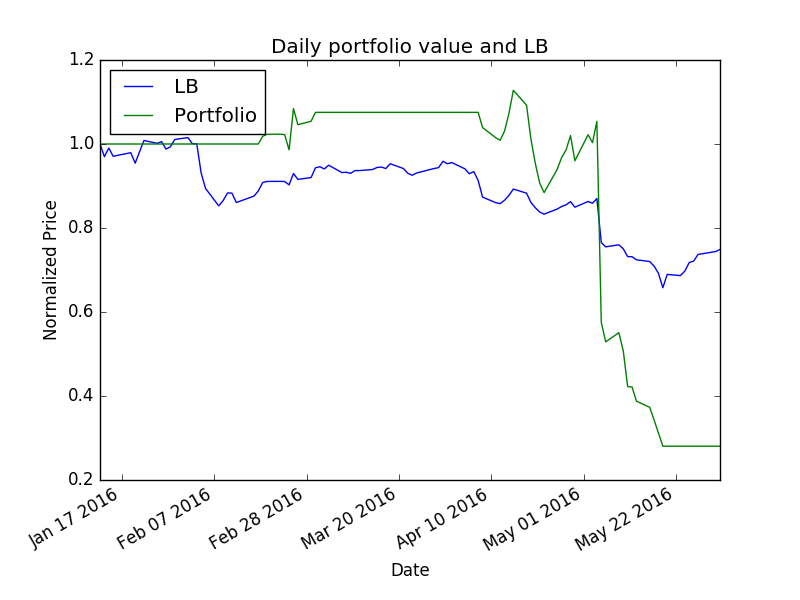 Daily portfolio value and LB
LB
Portfolio
1.2
1.0
0.8
0.6
0.4
0.2
Normalized Price
Jan 17 2016
Feb 07 2016
Feb 28 2016
Mar 20 2016
Apr 10 2016
May 01 2016
May 22 2016
Date